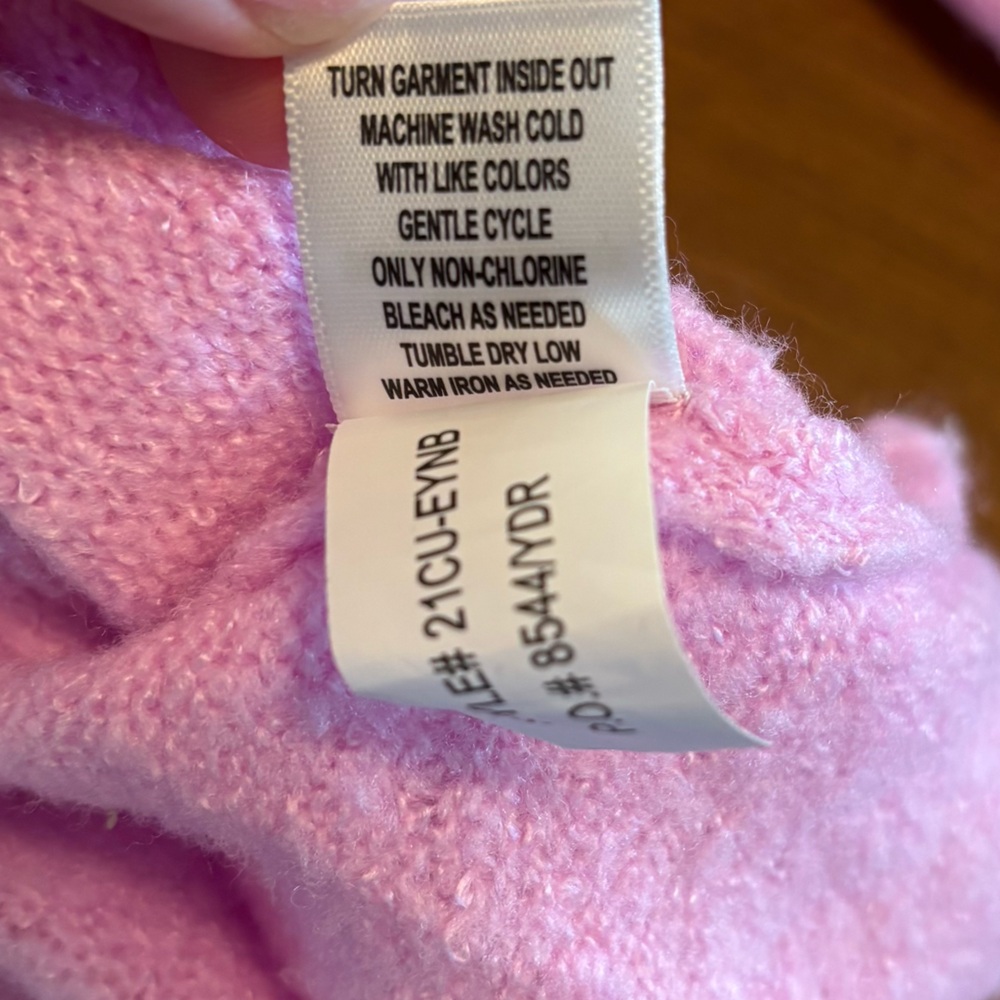 TURN GARMENT INSIDE OUT
MACHINE WASH COLD
WITH LIKE COLORS
GENTLE CYCLE
ONLY NON-CHLORINE
BLEACH AS NEEDED
TUMBLE DRY LOW
WARM IRON AS NEEDED
YLE# 21CU-EYNB
P.O.# 8544/YDR